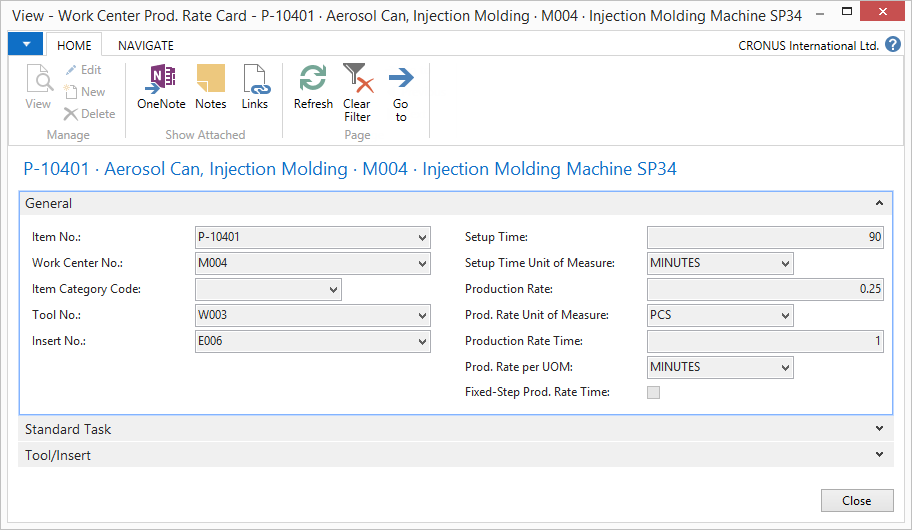 View - Work Center Prod. Rate Card - P-10401 · Aerosol Can, Injection Molding · M004 · Injection Molding Machine SP34
HOME NAVIGATE CRONUS International Ltd. ?
View Edit New Delete OneNote Notes Links Refresh Clear Filter Go to
Manage Show Attached Page
P-10401 · Aerosol Can, Injection Molding · M004 · Injection Molding Machine SP34
General
Item No.: P-10401 Setup Time: 90
Work Center No.: M004 Setup Time Unit of Measure: MINUTES
Item Category Code: Production Rate: 0.25
Tool No.: W003 Prod. Rate Unit of Measure: PCS
Insert No.: E006 Production Rate Time: 1
Prod. Rate per UOM: MINUTES
Fixed-Step Prod. Rate Time:
Standard Task
Tool/Insert
Close